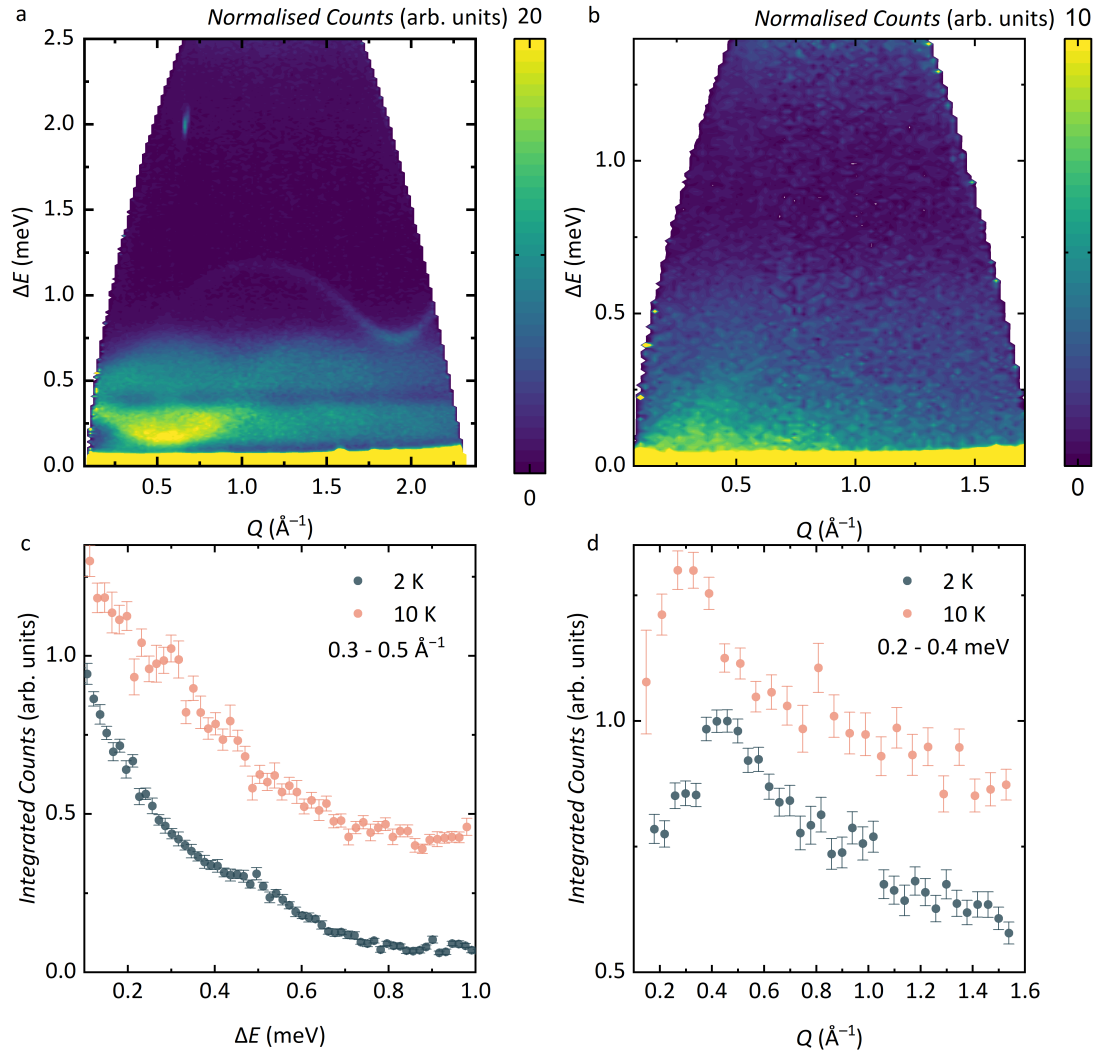 a
Normalised Counts (arb. units) 20
2.5
2.0
1.5
1.0
0.5
0.0
ΔE (meV)
0.5
1.0
1.5
2.0
Q (Å⁻¹)
0
b
Normalised Counts (arb. units) 10
1.0
0.5
0.0
ΔE (meV)
0.5
1.0
1.5
Q (Å⁻¹)
0
c
2 K
10 K
0.3 - 0.5 Å⁻¹
1.0
0.5
0.0
Integrated Counts (arb. units)
0.2
0.4
0.6
0.8
1.0
ΔE (meV)
d
2 K
10 K
0.2 - 0.4 meV
1.0
0.5
Integrated Counts (arb. units)
0.2
0.4
0.6
0.8
1.0
1.2
1.4
1.6
Q (Å⁻¹)